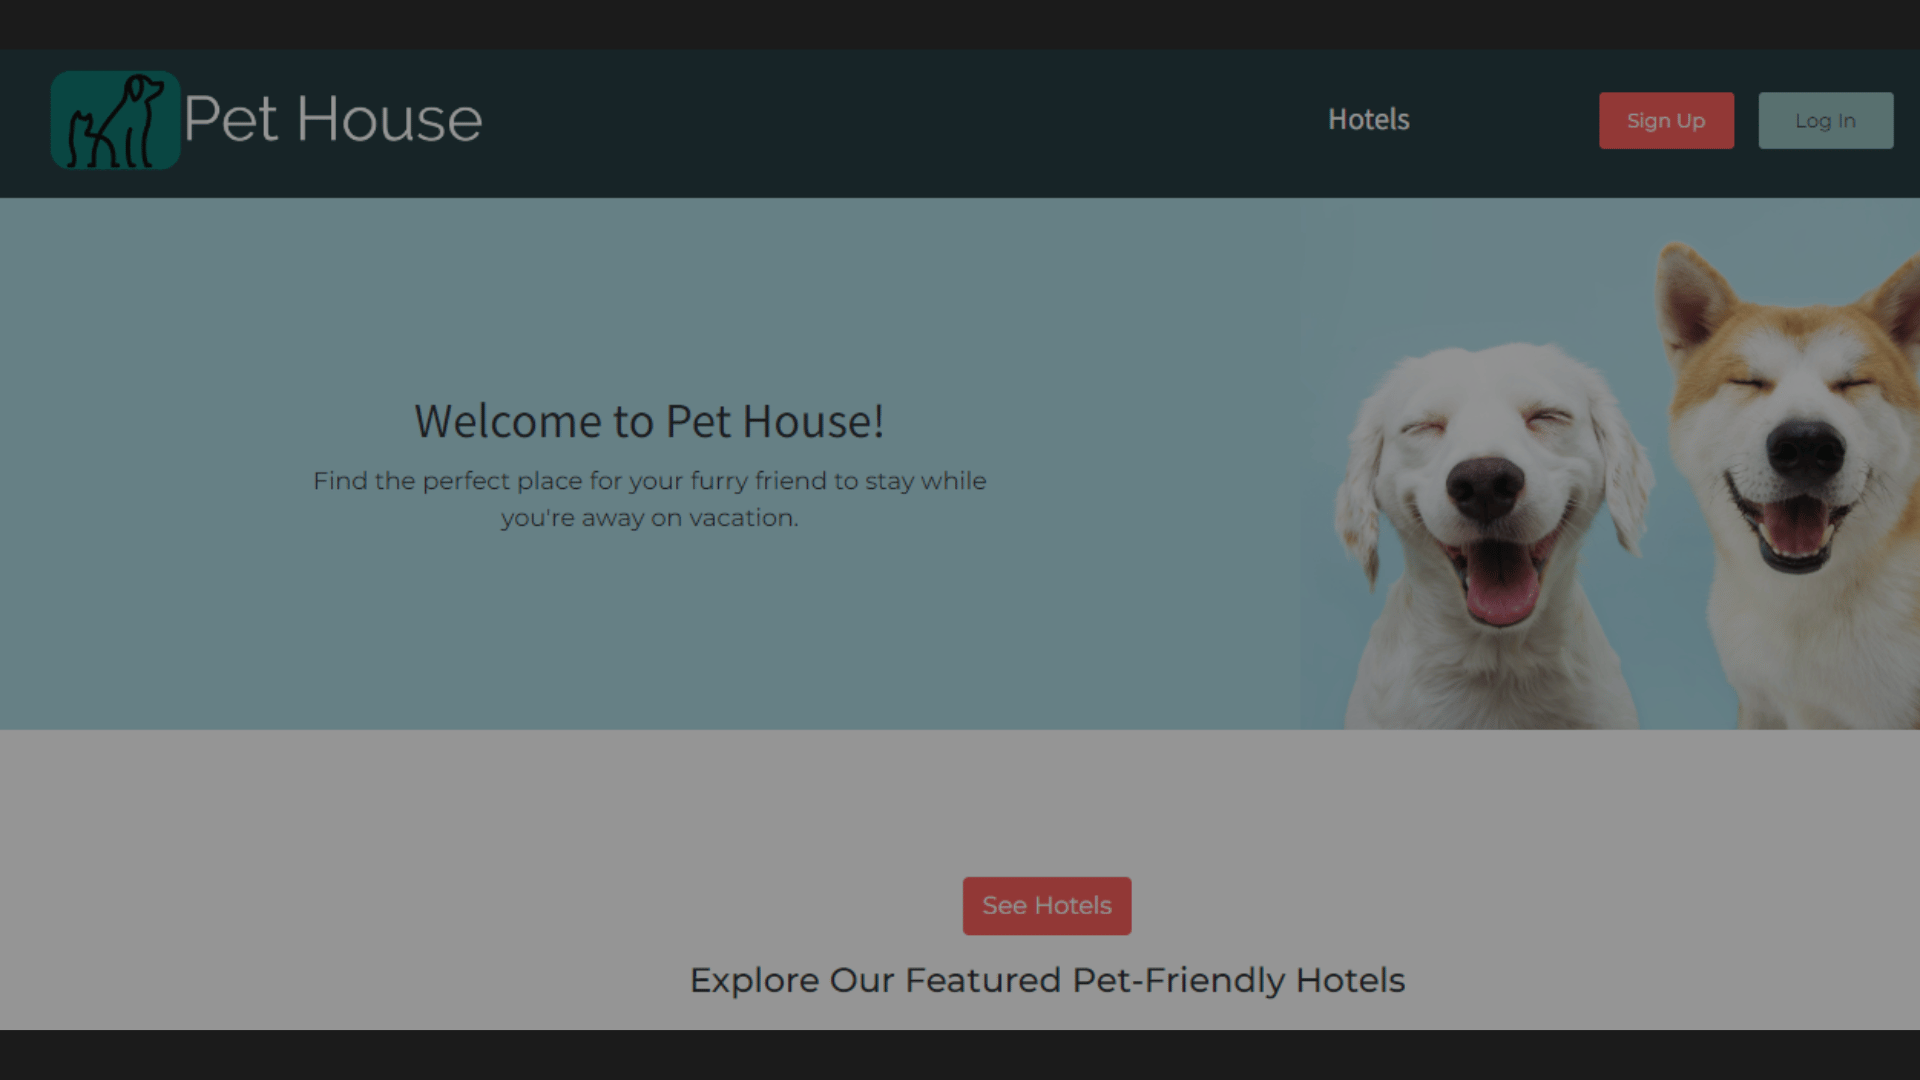 Pet House
Hotels
Sign Up
Log In
Welcome to Pet House!
Find the perfect place for your furry friend to stay while
you're away on vacation.
See Hotels
Explore Our Featured Pet-Friendly Hotels